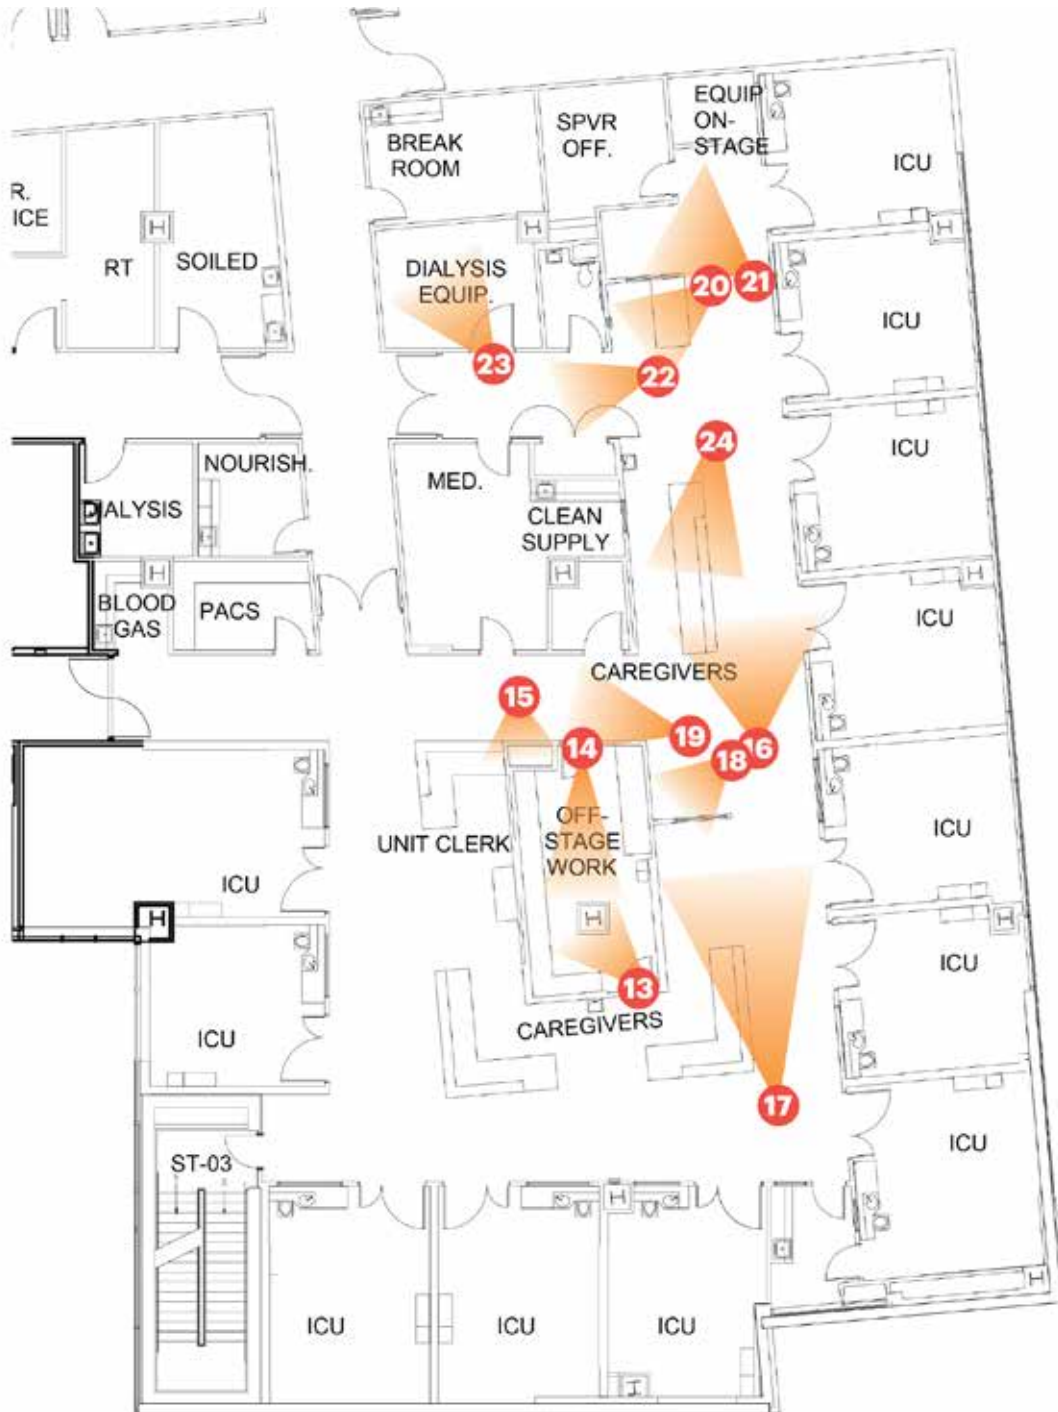 EQUIP
ON-
STAGE
BREAK
ROOM
SPVR
OFF.
ICU
R.
ICE
RT
SOILED
DIALYSIS
EQUIP.
20
21
ICU
23
22
24
ICU
NOURISH.
MED.
ALYSIS
CLEAN
SUPPLY
BLOOD
GAS
PACS
ICU
CAREGIVERS
15
14
19
18
16
UNIT CLERK
OFF-
STAGE
WORK
ICU
ICU
13
ICU
CAREGIVERS
ICU
17
ST-03
ICU
ICU
ICU
ICU
H
H
H
H
H
H
H
H
H
H
H
H